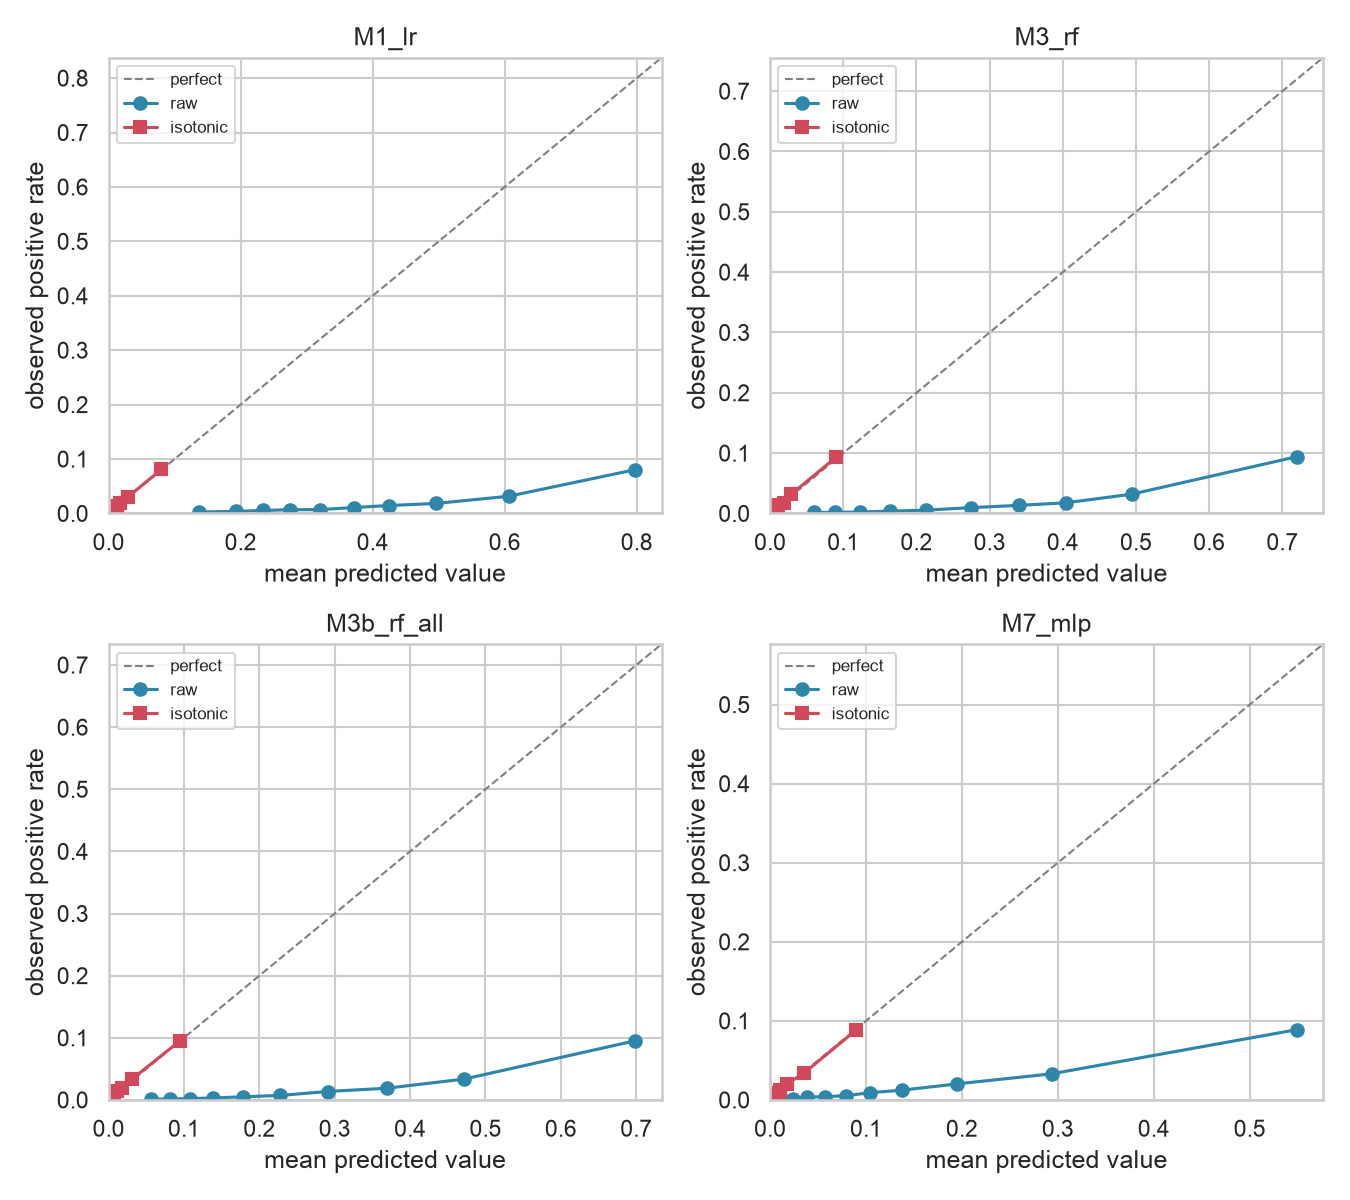 M1_lr
perfect
raw
isotonic
0.8
0.7
0.6
0.5
0.4
0.3
0.2
0.1
0.0
observed positive rate
0.0 0.2 0.4 0.6 0.8
mean predicted value
M3_rf
perfect
raw
isotonic
0.7
0.6
0.5
0.4
0.3
0.2
0.1
0.0
observed positive rate
0.0 0.1 0.2 0.3 0.4 0.5 0.6 0.7
mean predicted value
M3b_rf_all
perfect
raw
isotonic
0.7
0.6
0.5
0.4
0.3
0.2
0.1
0.0
observed positive rate
0.0 0.1 0.2 0.3 0.4 0.5 0.6 0.7
mean predicted value
M7_mlp
perfect
raw
isotonic
0.5
0.4
0.3
0.2
0.1
0.0
observed positive rate
0.0 0.1 0.2 0.3 0.4 0.5
mean predicted value